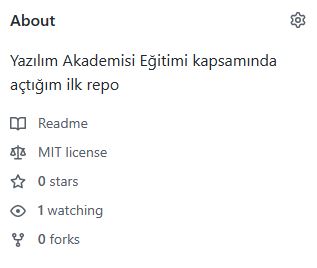 About
Yazılım Akademisi Eğitimi kapsamında
açtığım ilk repo
Readme
MIT license
0 stars
1 watching
0 forks